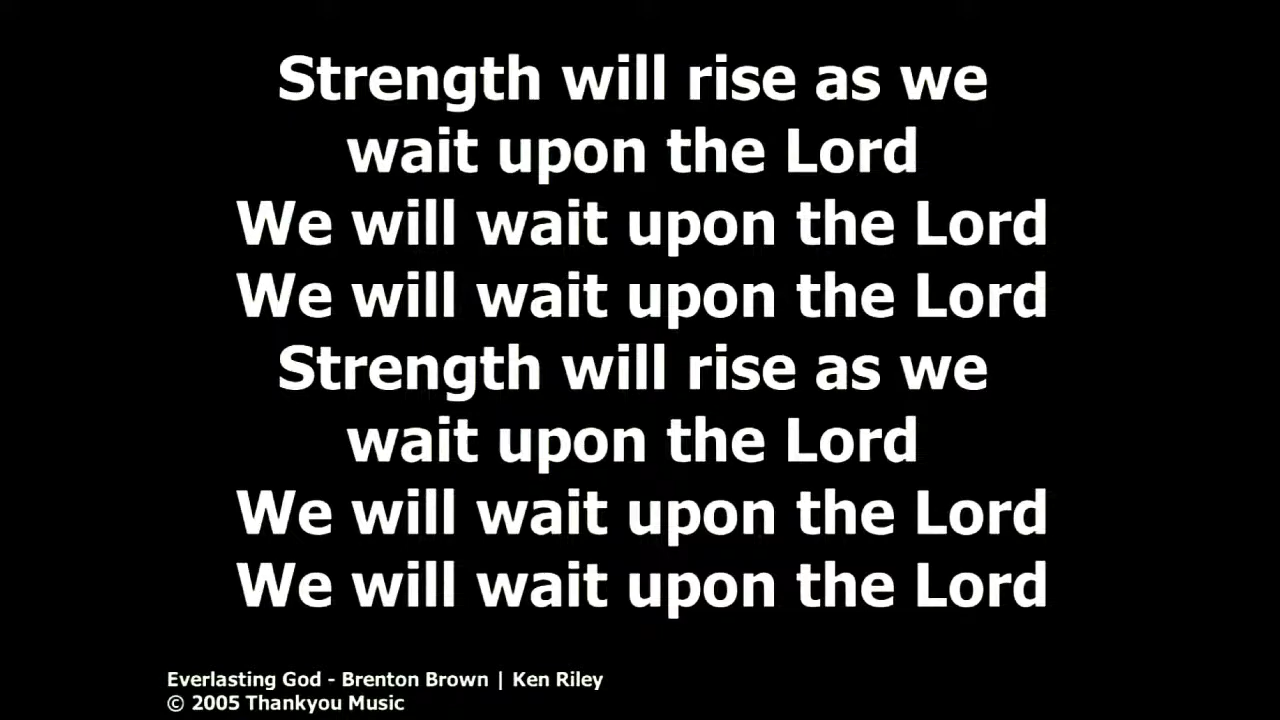 Strength will rise as we
wait upon the Lord
We will wait upon the Lord
We will wait upon the Lord
Strength will rise as we
wait upon the Lord
We will wait upon the Lord
We will wait upon the Lord
Everlasting God - Brenton Brown | Ken Riley
© 2005 Thankyou Music